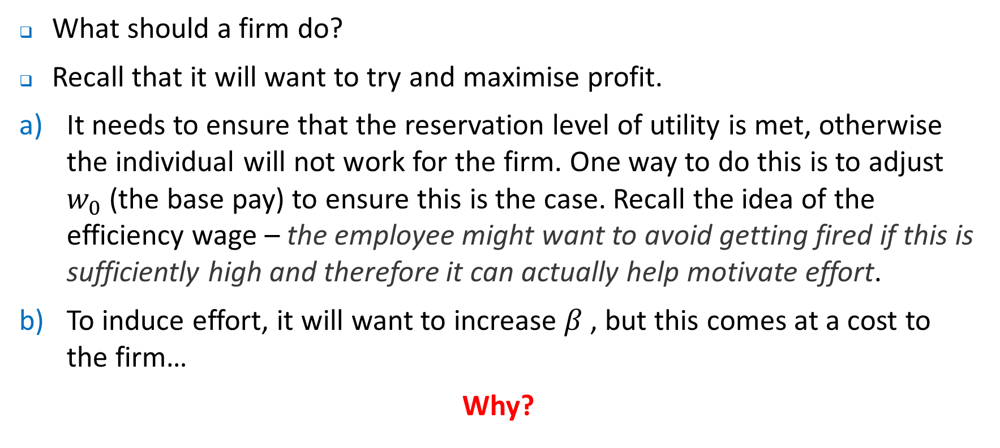 ❑ What should a firm do?
❑ Recall that it will want to try and maximise profit.
a) It needs to ensure that the reservation level of utility is met, otherwise
the individual will not work for the firm. One way to do this is to adjust
w₀ (the base pay) to ensure this is the case. Recall the idea of the
efficiency wage – the employee might want to avoid getting fired if this is
sufficiently high and therefore it can actually help motivate effort.
b) To induce effort, it will want to increase β , but this comes at a cost to
the firm...
Why?